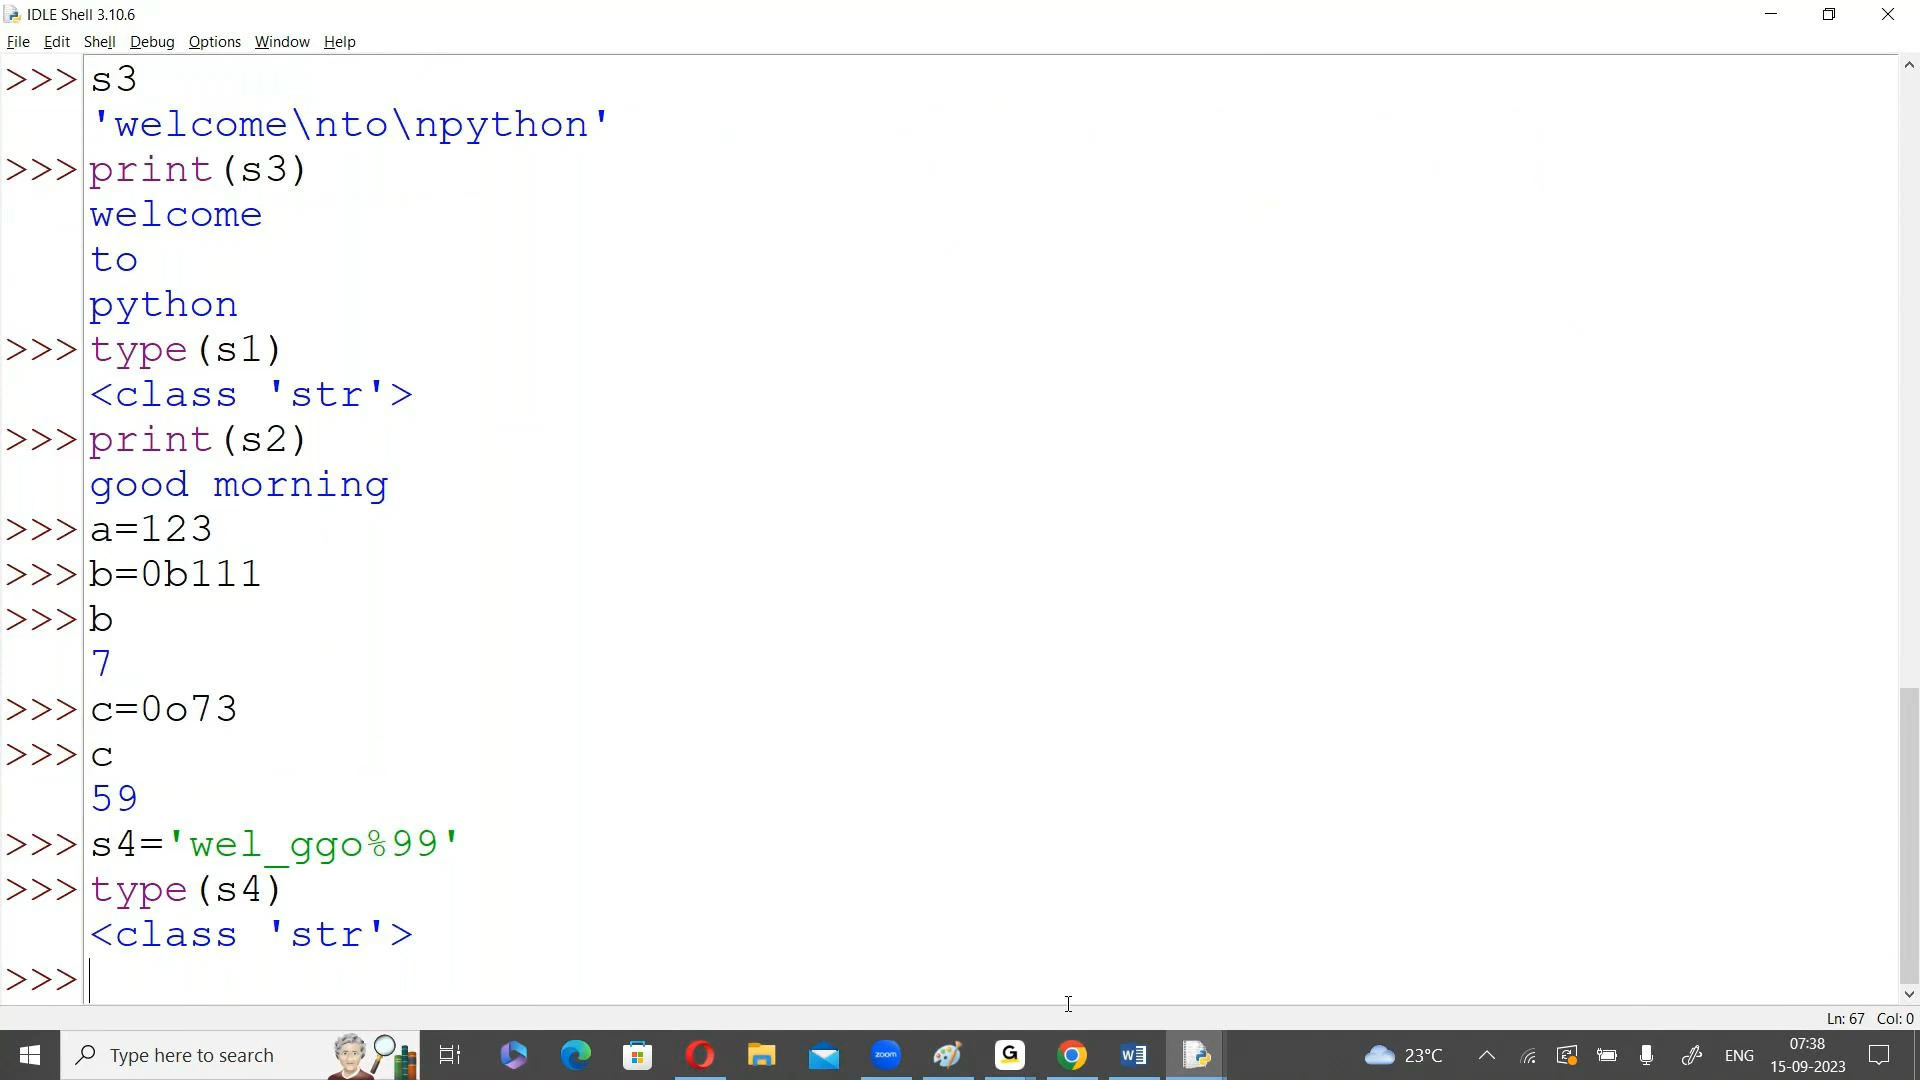 IDLE Shell 3.10.6
File Edit Shell Debug Options Window Help
>>> s3
'welcome\nto\npython'
>>> print(s3)
welcome
to
python
>>> type(s1)
<class 'str'>
>>> print(s2)
good morning
>>> a=123
>>> b=0b111
>>> b
7
>>> c=0o73
>>> c
59
>>> s4='wel_ggo%99'
>>> type(s4)
<class 'str'>
>>>
Ln: 67 Col: 0
Type here to search zoom G W 23°C ENG 07:38
15-09-2023